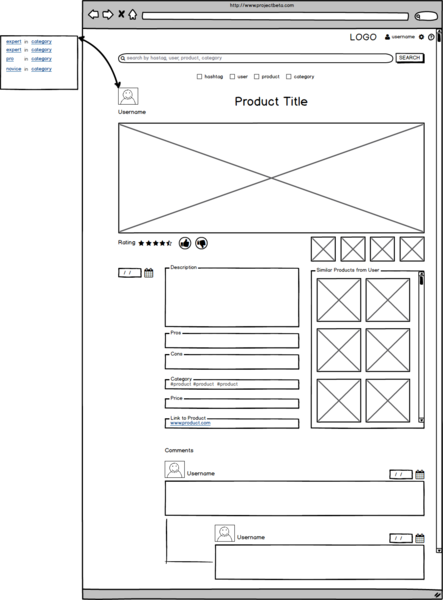 http://www.projectbeta.com
LOGO username
expert in category
expert in category
pro in category
novice in category
search by hashtag, user, product, category SEARCH
hashtag user product category
Username
Product Title
Rating
/ /
Description
Similar Products from User
Pros
Cons
Category
#product #product #product
Price
Link to Product
www.product.com
Comments
Username / /
Username / /